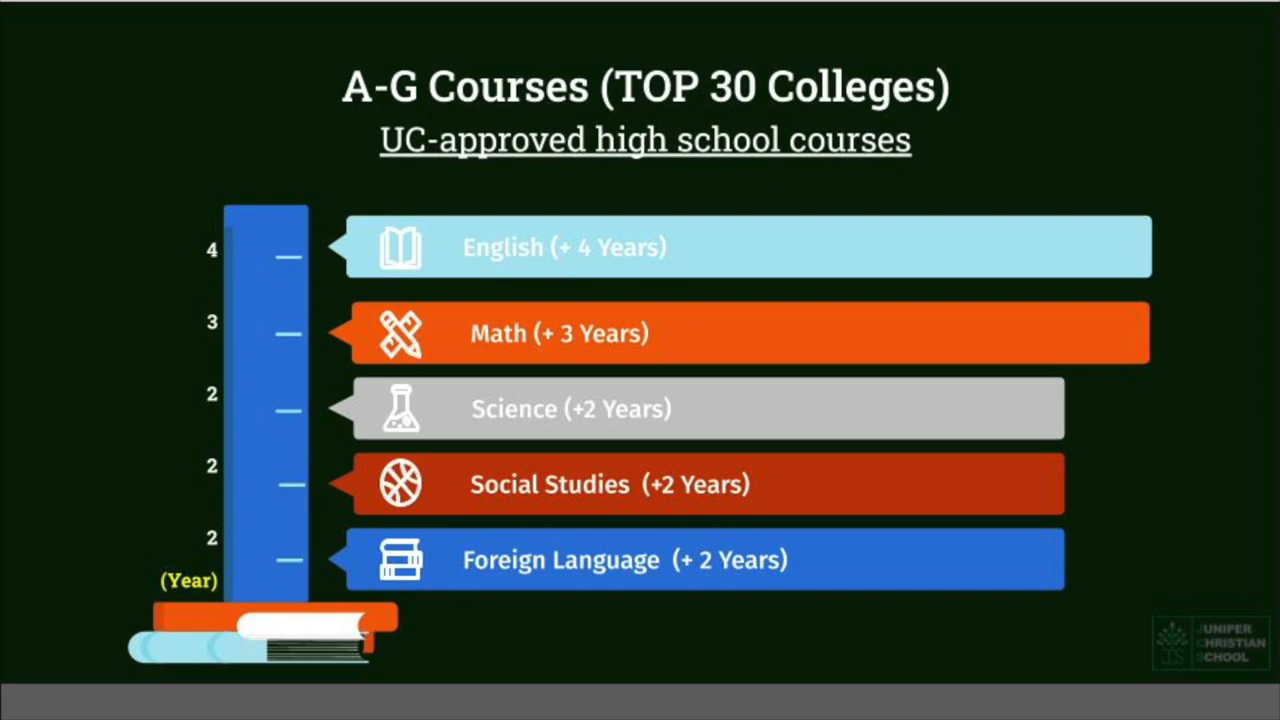 A-G Courses (TOP 30 Colleges)
UC-approved high school courses
4
English (+ 4 Years)
3
Math (+ 3 Years)
2
Science (+2 Years)
2
Social Studies (+2 Years)
2
Foreign Language (+ 2 Years)
(Year)
JUNIPER
CHRISTIAN
SCHOOL
JCS